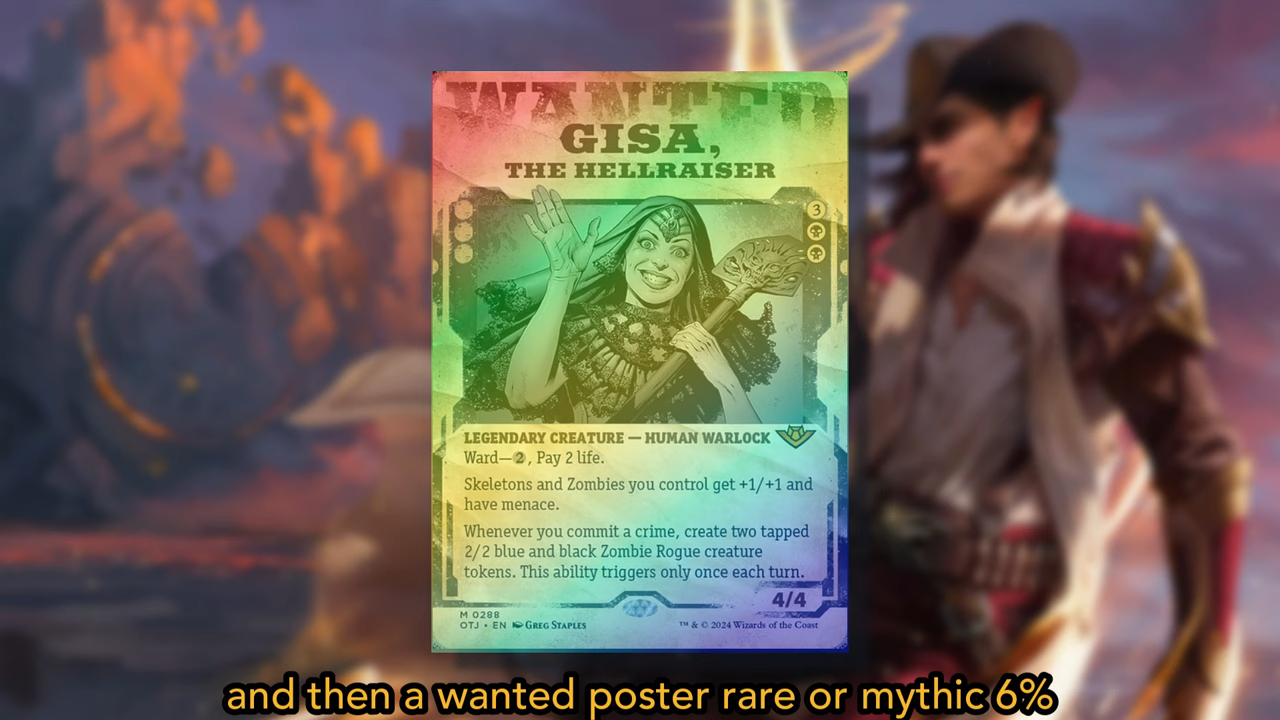 WANTED
GISA,
THE HELLRAISER
3
LEGENDARY CREATURE — HUMAN WARLOCK
Ward—2, Pay 2 life.
Skeletons and Zombies you control get +1/+1 and
have menace.
Whenever you commit a crime, create two tapped
2/2 blue and black Zombie Rogue creature
tokens. This ability triggers only once each turn.
4/4
M 0288
OTJ • EN GREG STAPLES
™ & © 2024 Wizards of the Coast
and then a wanted poster rare or mythic 6%